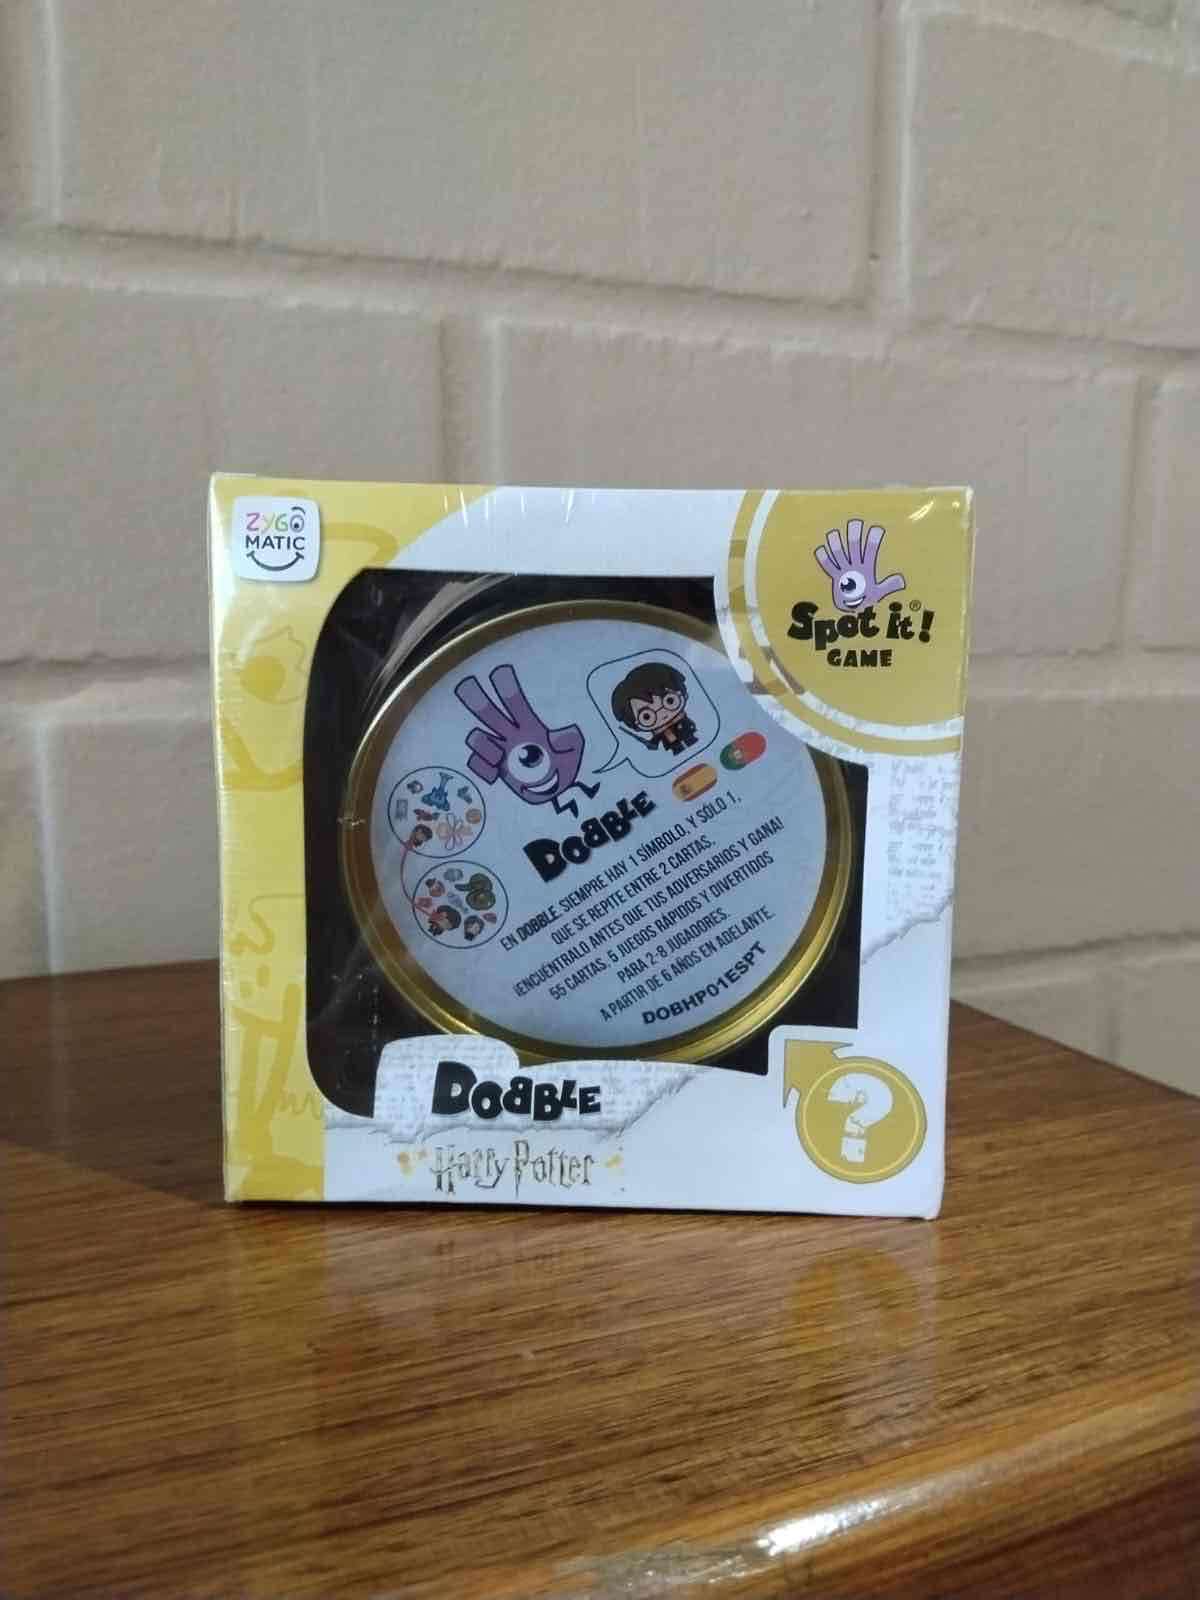 ZYGO
MATIC
Spot it!®
GAME
DOBBLE
EN DOBBLE SIEMPRE HAY 1 SÍMBOLO, Y SÓLO 1,
QUE SE REPITE ENTRE 2 CARTAS.
¡ENCUÉNTRALO ANTES QUE TUS ADVERSARIOS Y GANA!
55 CARTAS, 5 JUEGOS RÁPIDOS Y DIVERTIDOS
PARA 2-8 JUGADORES.
A PARTIR DE 6 AÑOS EN ADELANTE.
DOBHP01ESPT
DOBBLE
Harry Potter
?